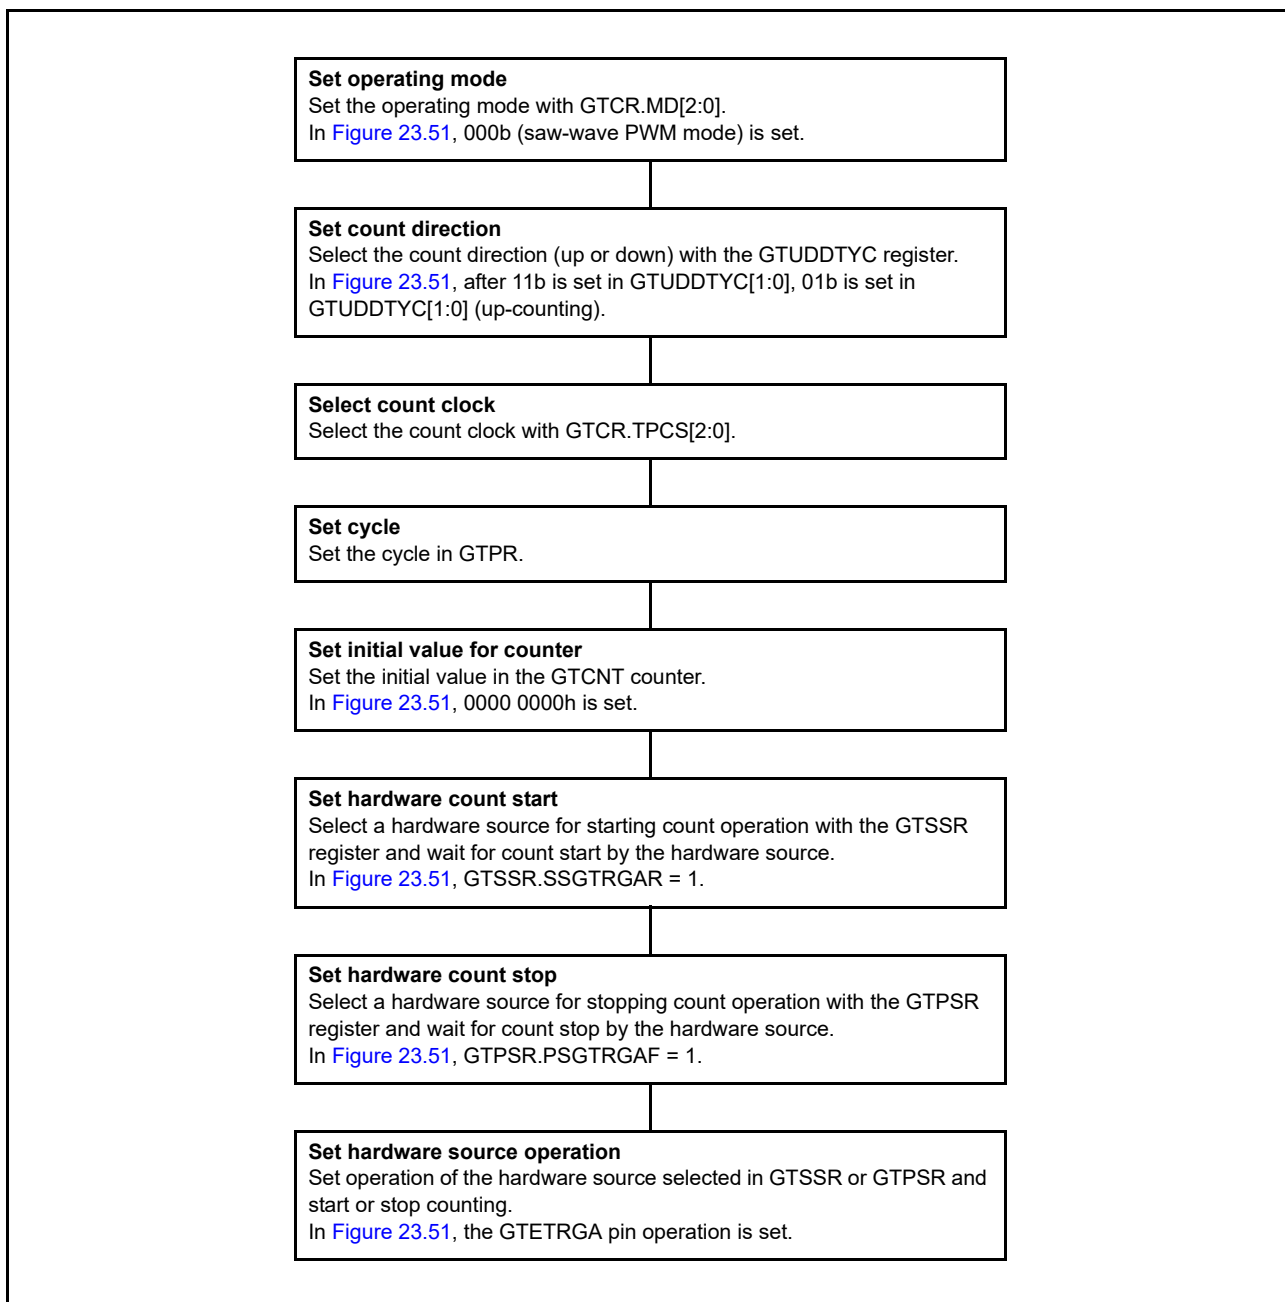 Set operating mode
Set the operating mode with GTCR.MD[2:0].
In Figure 23.51, 000b (saw-wave PWM mode) is set.
Set count direction
Select the count direction (up or down) with the GTUDDTYC register.
In Figure 23.51, after 11b is set in GTUDDTYC[1:0], 01b is set in
GTUDDTYC[1:0] (up-counting).
Select count clock
Select the count clock with GTCR.TPCS[2:0].
Set cycle
Set the cycle in GTPR.
Set initial value for counter
Set the initial value in the GTCNT counter.
In Figure 23.51, 0000 0000h is set.
Set hardware count start
Select a hardware source for starting count operation with the GTSSR
register and wait for count start by the hardware source.
In Figure 23.51, GTSSR.SSGTRGAR = 1.
Set hardware count stop
Select a hardware source for stopping count operation with the GTPSR
register and wait for count stop by the hardware source.
In Figure 23.51, GTPSR.PSGTRGAF = 1.
Set hardware source operation
Set operation of the hardware source selected in GTSSR or GTPSR and
start or stop counting.
In Figure 23.51, the GTETRGA pin operation is set.